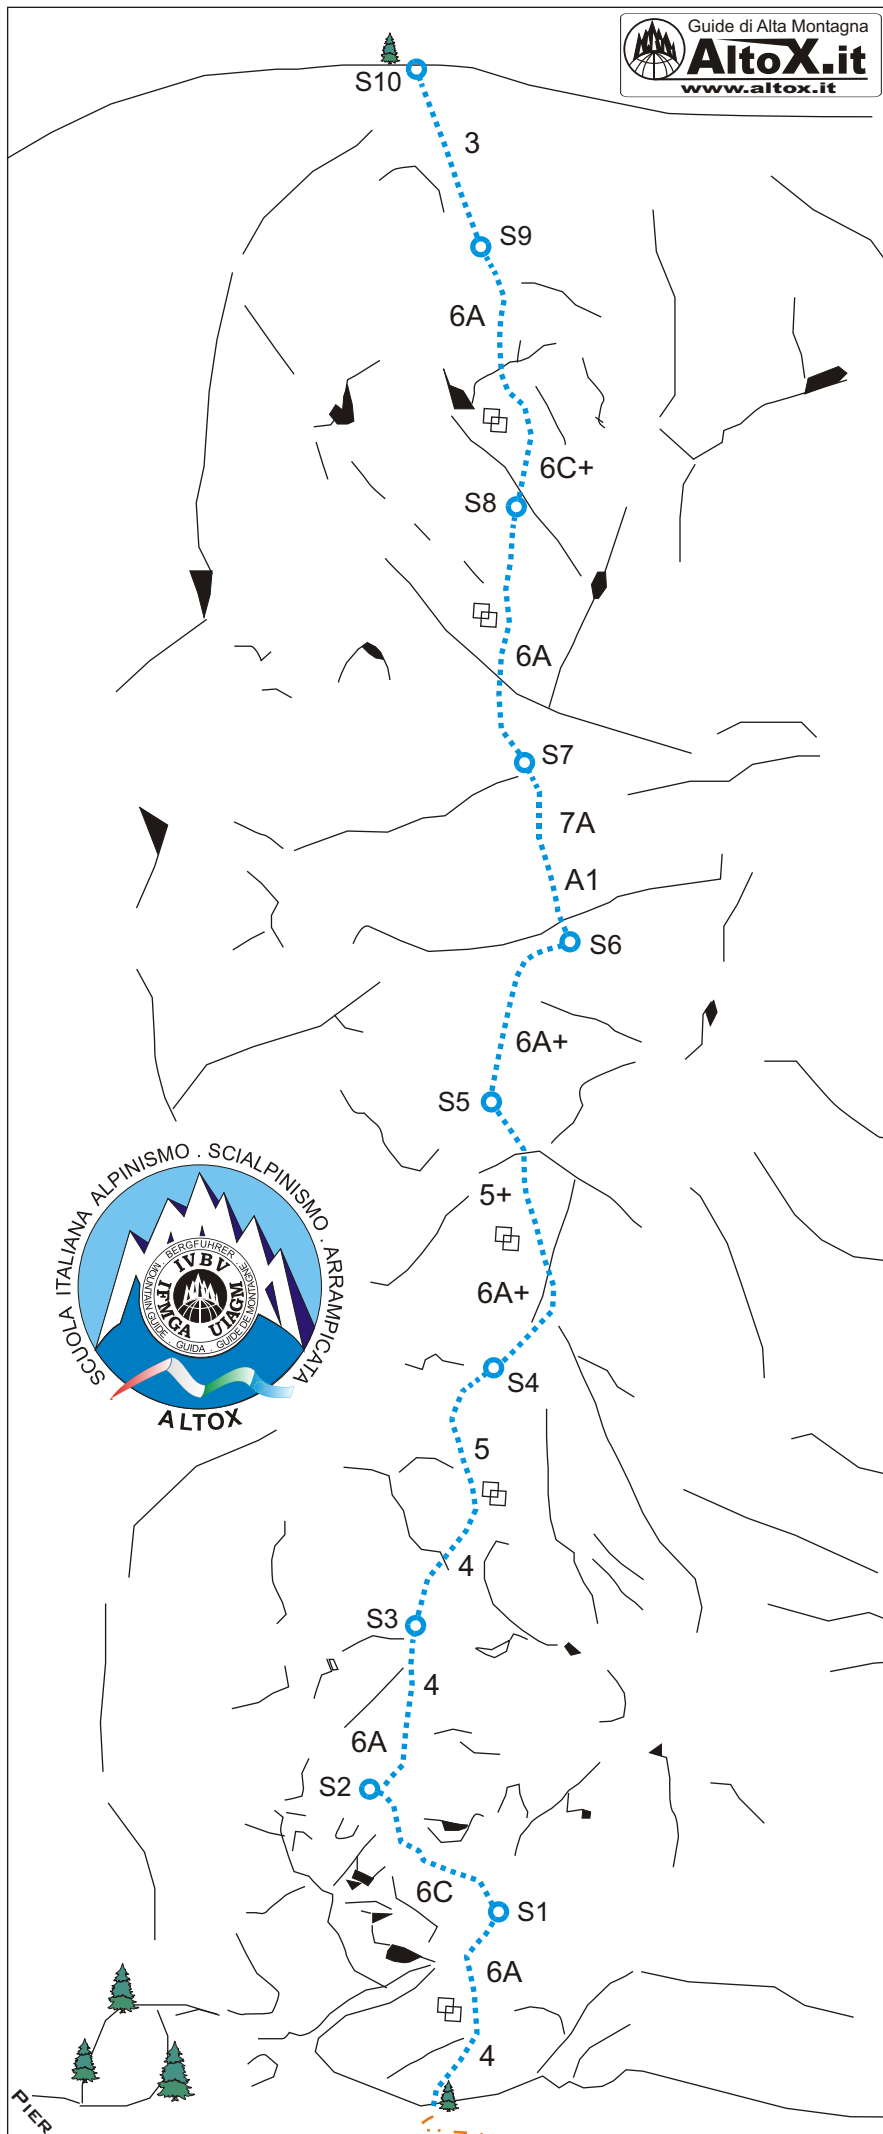 Guide di Alta Montagna
AltoX.it
www.altox.it
S10
3
S9
6A
6C+
S8
6A
S7
7A
A1
S6
6A+
S5
5+
6A+
S4
5
4
S3
4
6A
S2
6C
S1
6A
4
SCUOLA ITALIANA ALPINISMO . SCIALPINISMO . ARRAMPICATA
MOUNTAIN GUIDE . BERGFÜHRER . GUIDE DE MONTAGNE . GUIDA .
IVBV
IFMGA UIAGM
ALTOX
PIER